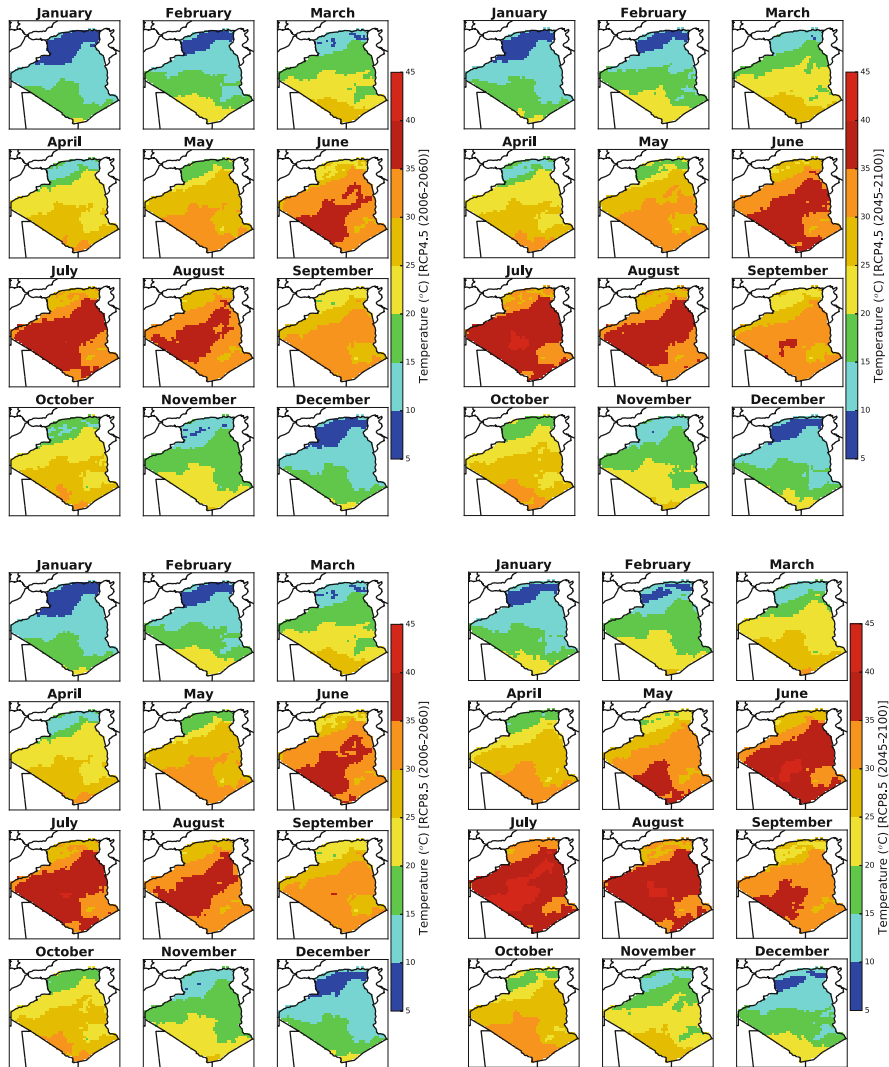 January February March
April May June
July August September
October November December
45
40
35
30
25
20
15
10
5
Temperature (°C) [RCP4.5 (2006-2060)]
January February March
April May June
July August September
October November December
45
40
35
30
25
20
15
10
5
Temperature (°C) [RCP4.5 (2045-2100)]
January February March
April May June
July August September
October November December
45
40
35
30
25
20
15
10
5
Temperature (°C) [RCP8.5 (2006-2060)]
January February March
April May June
July August September
October November December
45
40
35
30
25
20
15
10
5
Temperature (°C) [RCP8.5 (2045-2100)]